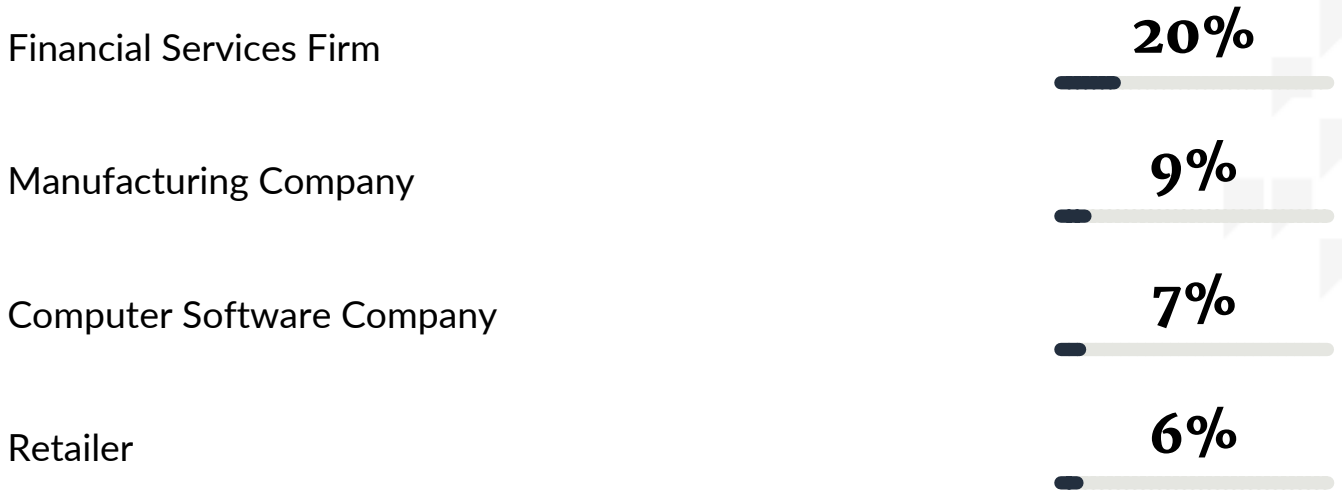 Financial Services Firm
20%
Manufacturing Company
9%
Computer Software Company
7%
Retailer
6%